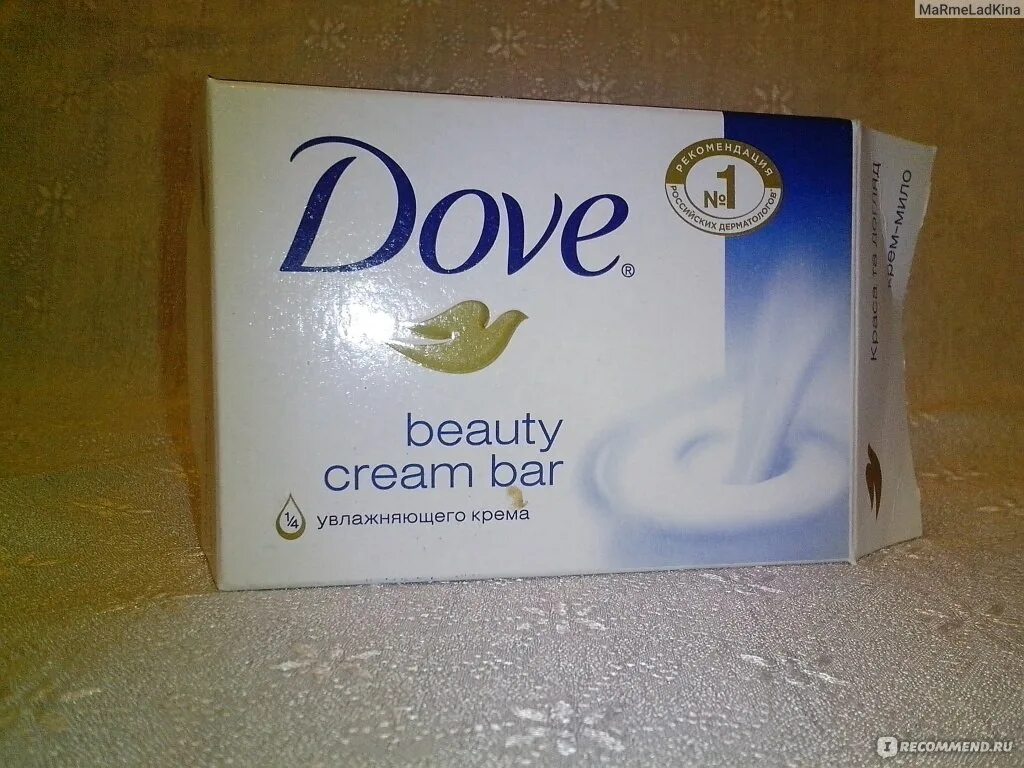 MaRmeLadKina
Dove®
РЕКОМЕНДАЦИЯ
№1
РОССИЙСКИХ ДЕРМАТОЛОГОВ*
beauty
cream bar
1/4 увлажняющего крема
Краса та догляд
крем-мило
IRECOMMEND.RU